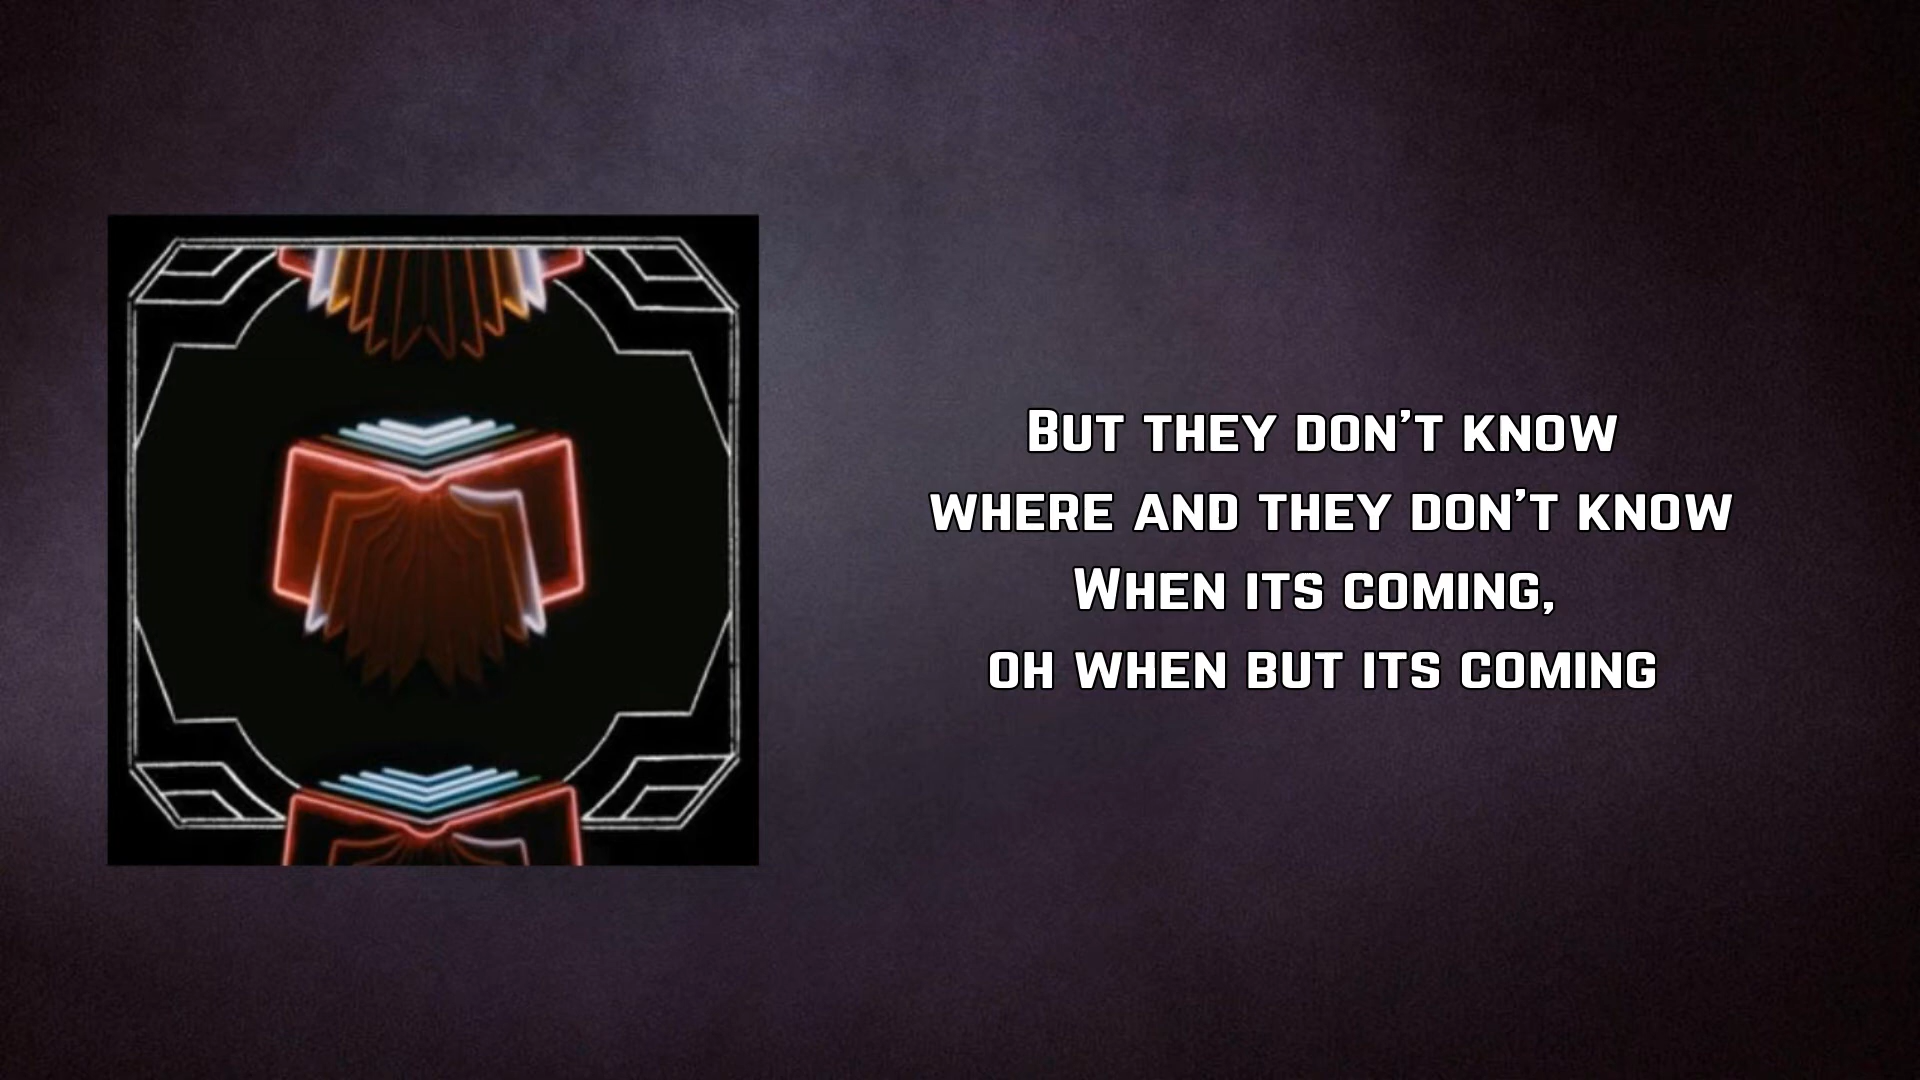 But they don't know
where and they don't know
When its coming,
oh when but its coming